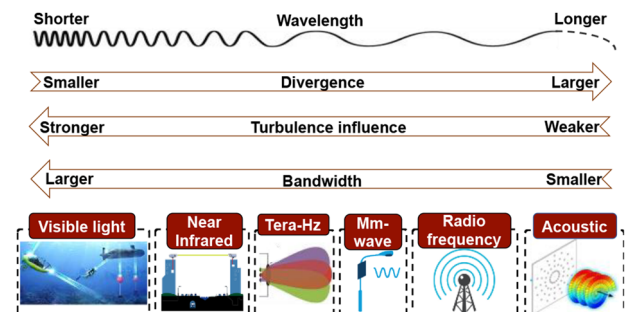 Shorter Wavelength Longer
Smaller Divergence Larger
Stronger Turbulence influence Weaker
Larger Bandwidth Smaller
Visible light
Near
Infrared
Tera-Hz
Mm-
wave
Radio
frequency
Acoustic